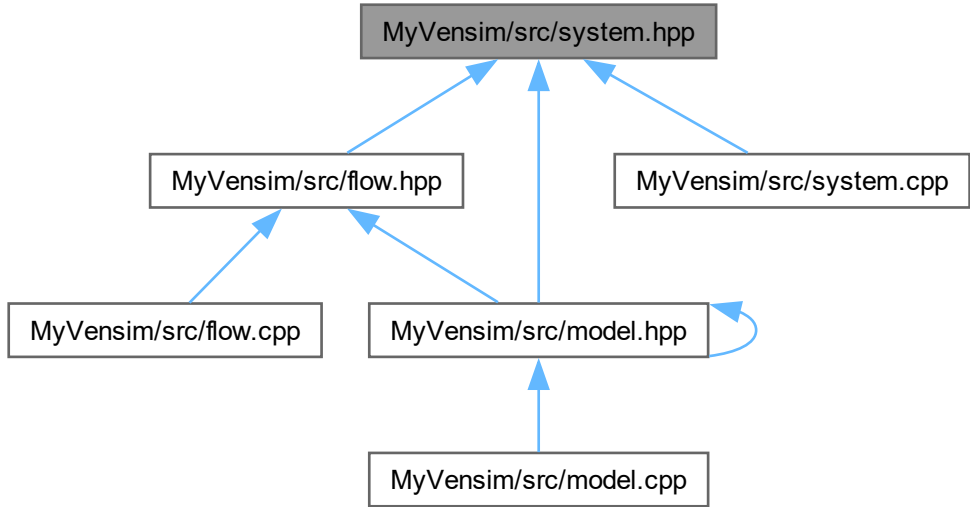 MyVensim/src/system.hpp
MyVensim/src/flow.hpp
MyVensim/src/system.cpp
MyVensim/src/flow.cpp
MyVensim/src/model.hpp
MyVensim/src/model.cpp